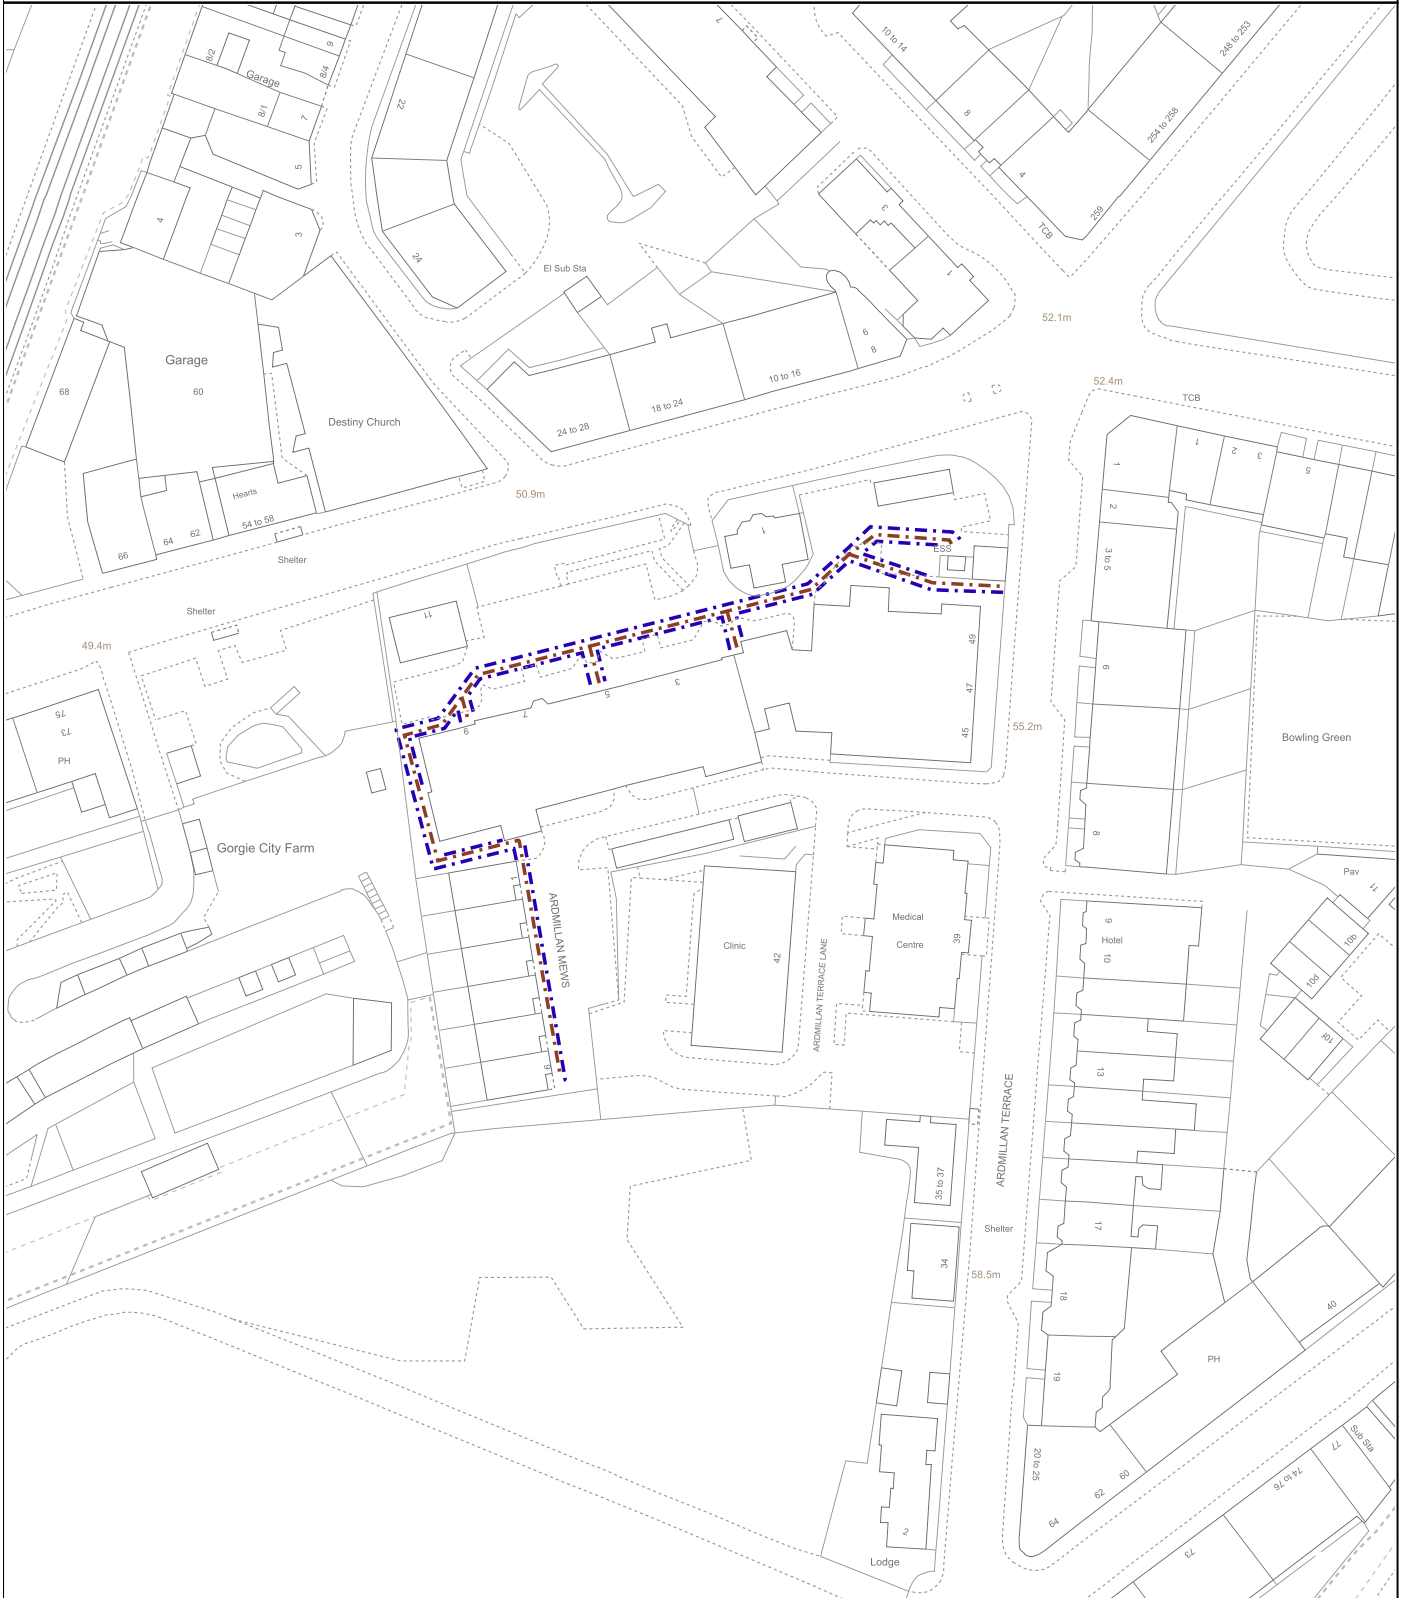 7
10 to 14
248 to 253
8/2
9
8/4
Garage
22
8/1
7
8
254 to 258
5
4
4
3
259
3
TCB
24
El Sub Sta
1
52.1m
6
8
Garage
10 to 16
52.4m
68
60
18 to 24
TCB
Destiny Church
24 to 28
1
1
2
3
5
50.9m
Hearts
2
54 to 58
1
62
64
66
ESS
Shelter
3 to 5
Shelter
11
49.4m
49
6
3
47
5
75
7
73
9
45
55.2m
Bowling Green
PH
8
Gorgie City Farm
Pav
1
11
ARDMILLAN MEWS
Medical
Centre
39
Clinic
42
9
Hotel
10
10b
10d
ARDMILLAN TERRACE LANE
10f
9
13
ARDMILLAN TERRACE
35 to 37
17
Shelter
34
58.5m
18
40
PH
19
Sub Sta
77
20 to 25
74 to 76
60
62
64
2
73
Lodge